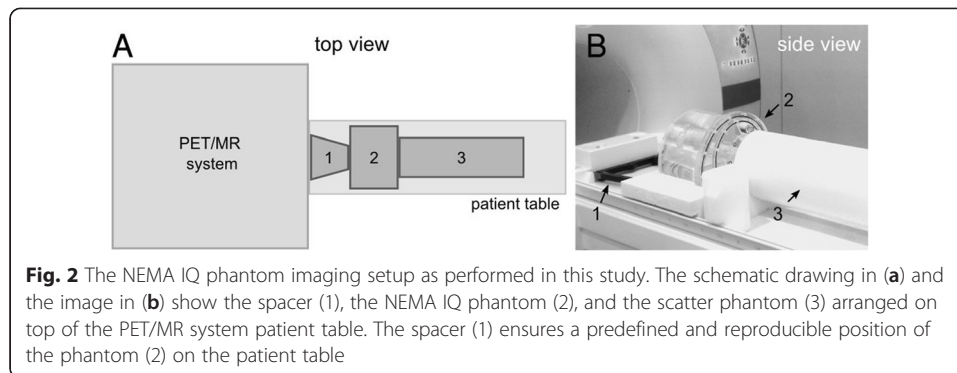 A
top view
PET/MR
system
1
2
3
patient table
B
side view
2
1
3
Fig. 2 The NEMA IQ phantom imaging setup as performed in this study. The schematic drawing in (a) and
the image in (b) show the spacer (1), the NEMA IQ phantom (2), and the scatter phantom (3) arranged on
top of the PET/MR system patient table. The spacer (1) ensures a predefined and reproducible position of
the phantom (2) on the patient table